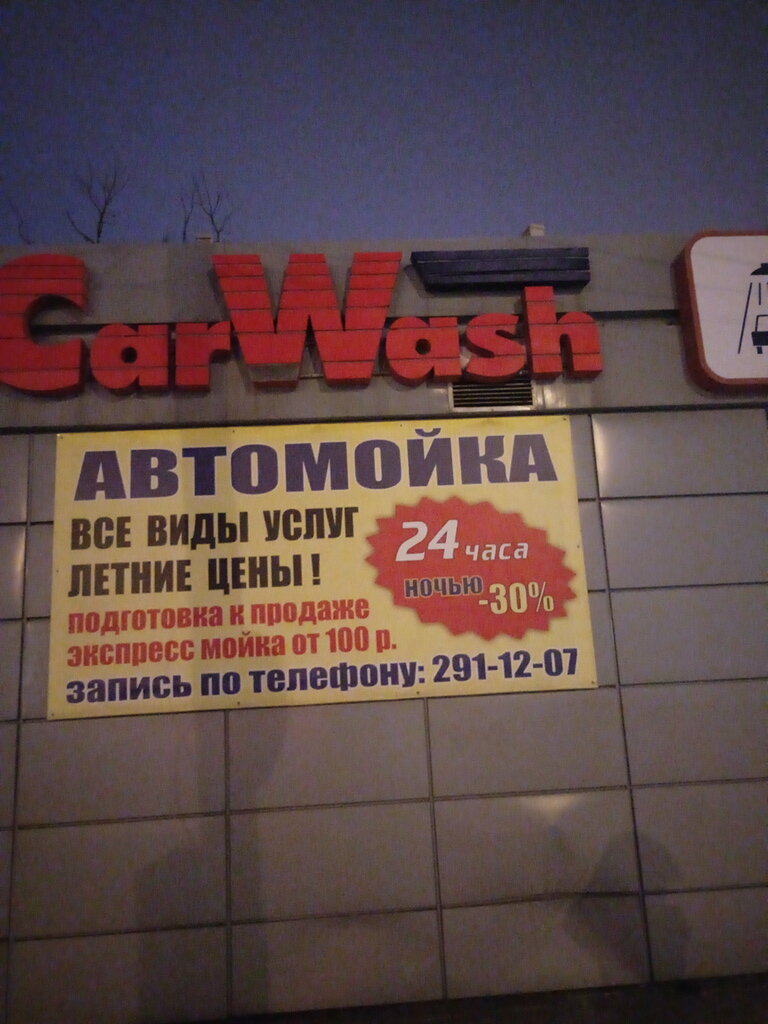 CarWash
АВТОМОЙКА
ВСЕ ВИДЫ УСЛУГ
ЛЕТНИЕ ЦЕНЫ!
24 часа
ночью -30%
подготовка к продаже
экспресс мойка от 100 р.
запись по телефону: 291-12-07